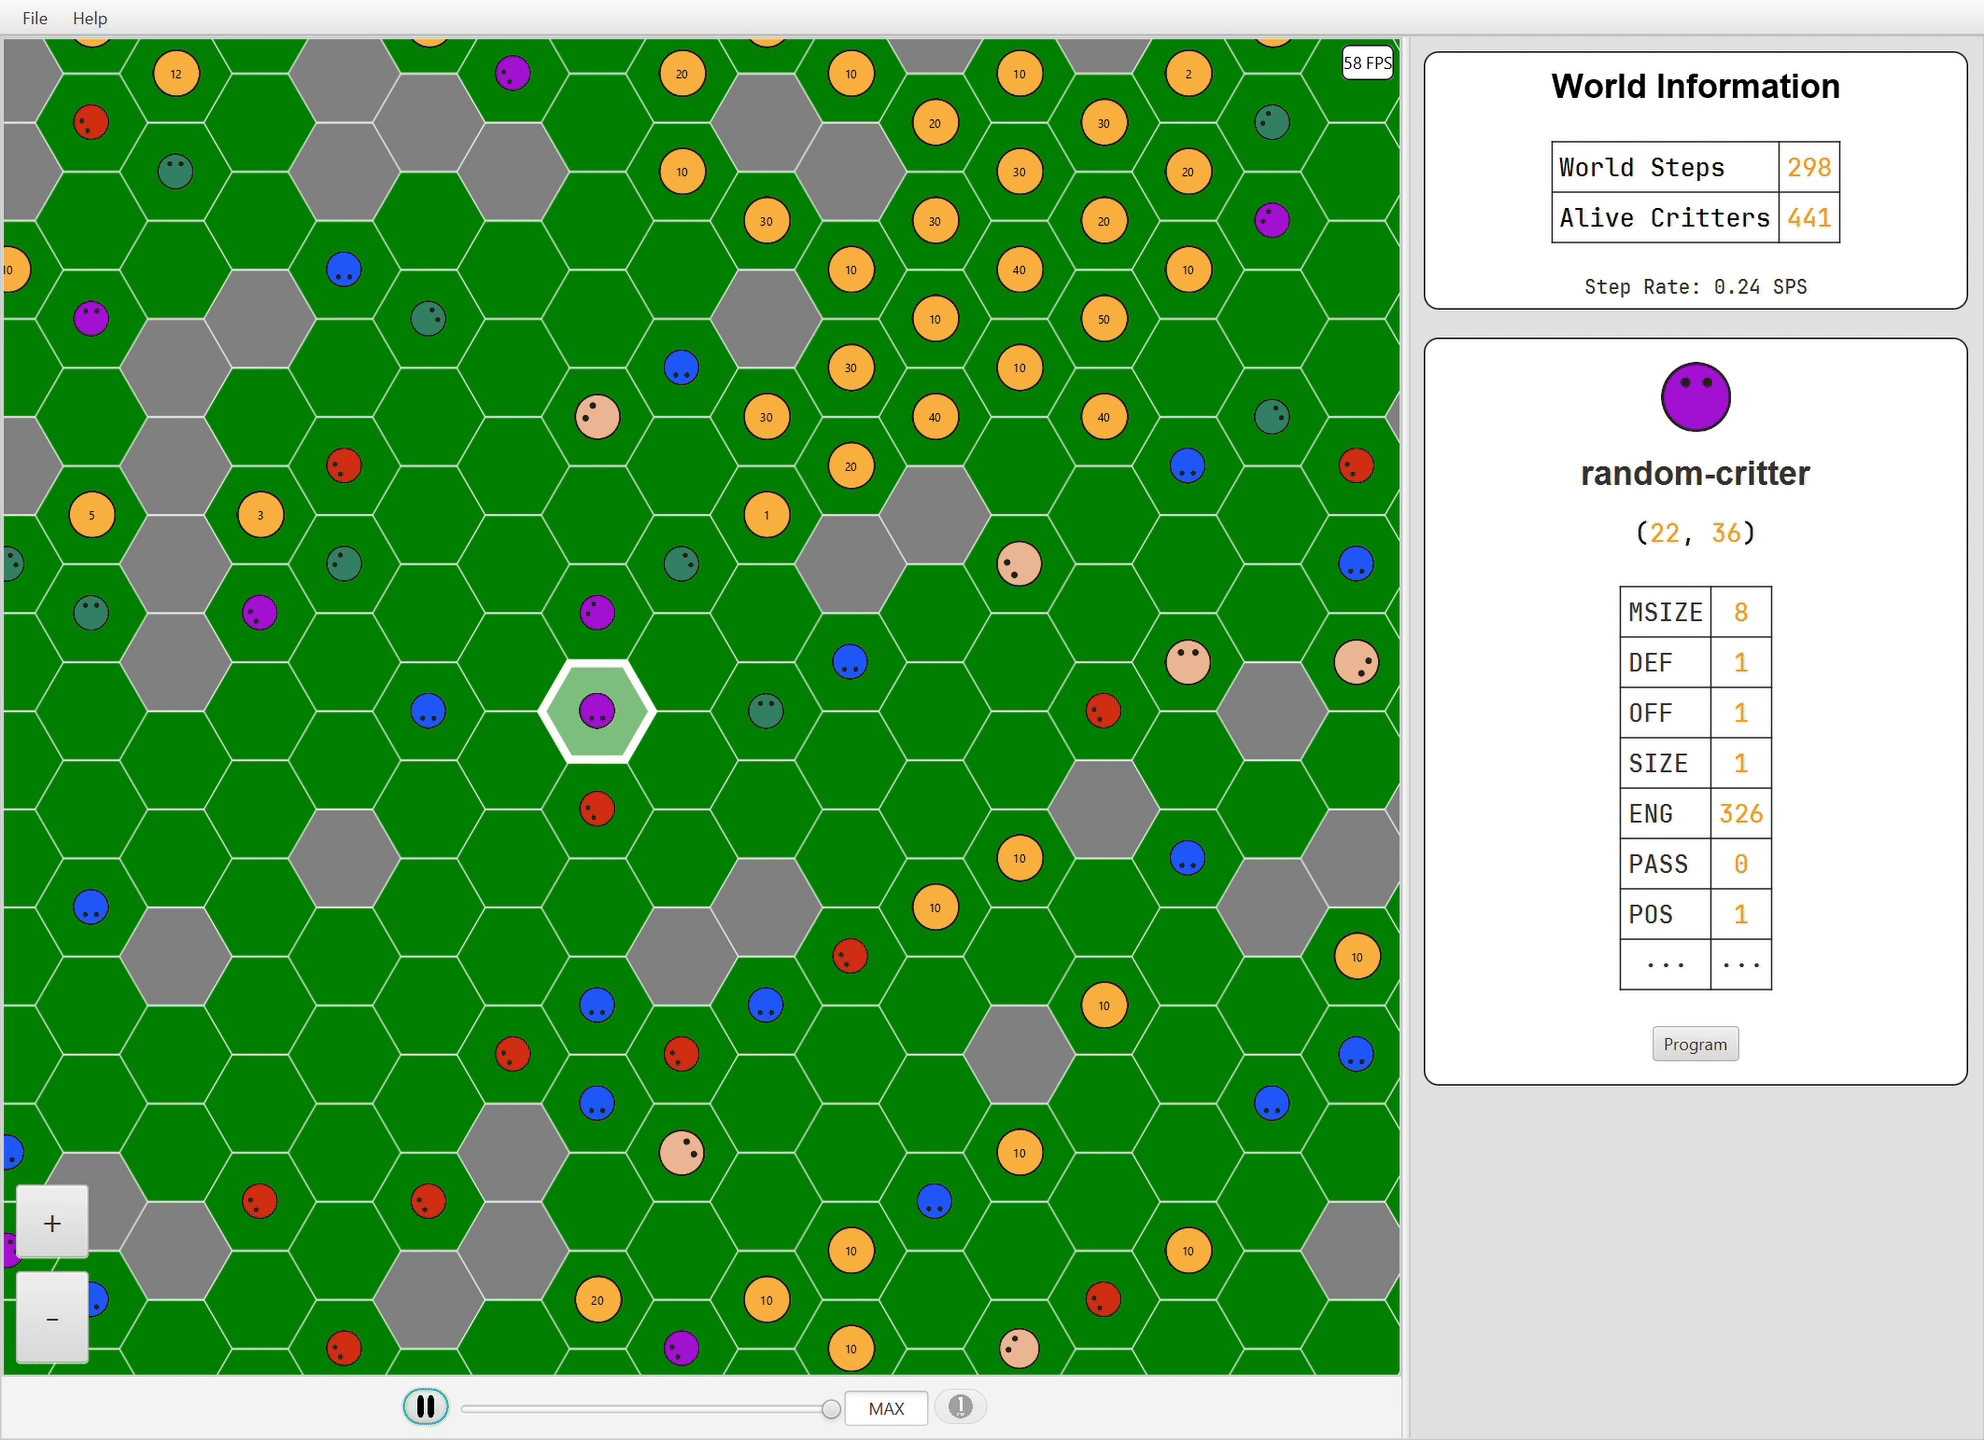 File Help
58 FPS
12 20 10 10 2
20 30
10 30 20
30 30 20
10 10 40 10
10 50
30 10
30 40 40
20
5 3 1
10
10
10
10
10
10 10
20 10
10
+
−
MAX
1
World Information
World Steps 298
Alive Critters 441
Step Rate: 0.24 SPS
random-critter
(22, 36)
MSIZE 8
DEF 1
OFF 1
SIZE 1
ENG 326
PASS 0
POS 1
... ...
Program